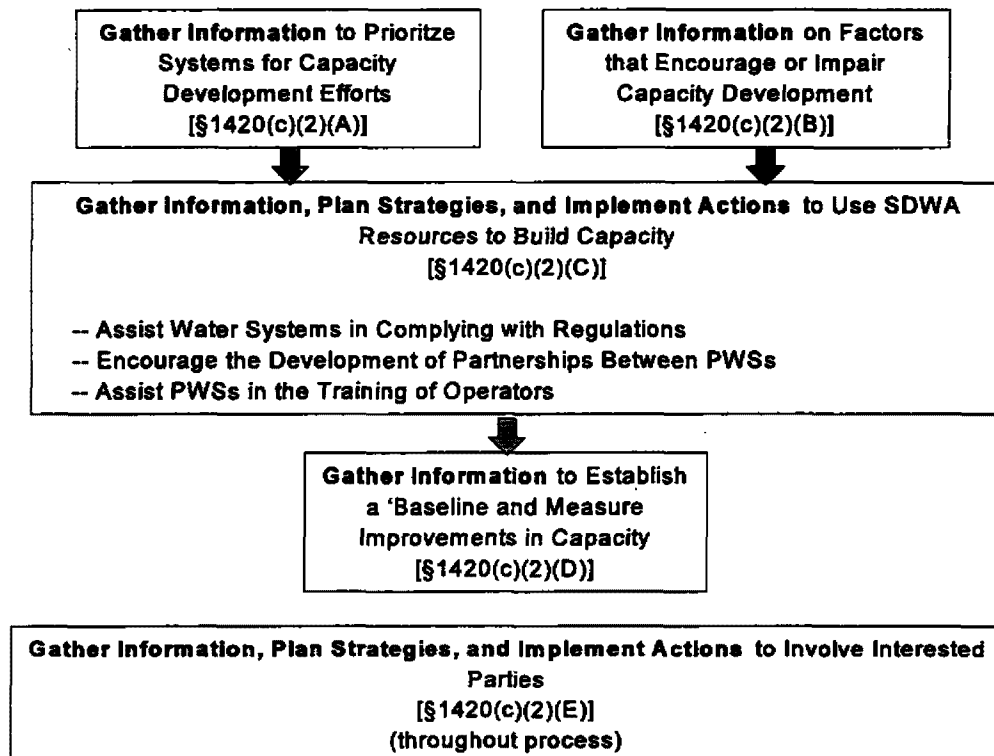 Gather Information to Prioritze
Systems for Capacity
Development Efforts
[§1420(c)(2)(A)]
Gather Information on Factors
that Encourage or Impair
Capacity Development
[§1420(c)(2)(B)]
Gather Information, Plan Strategies, and Implement Actions to Use SDWA
Resources to Build Capacity
[§1420(c)(2)(C)]
-- Assist Water Systems in Complying with Regulations
-- Encourage the Development of Partnerships Between PWSs
-- Assist PWSs in the Training of Operators
Gather Information to Establish
a 'Baseline and Measure
Improvements in Capacity
[§1420(c)(2)(D)]
Gather Information, Plan Strategies, and Implement Actions to Involve Interested
Parties
[§1420(c)(2)(E)]
(throughout process)